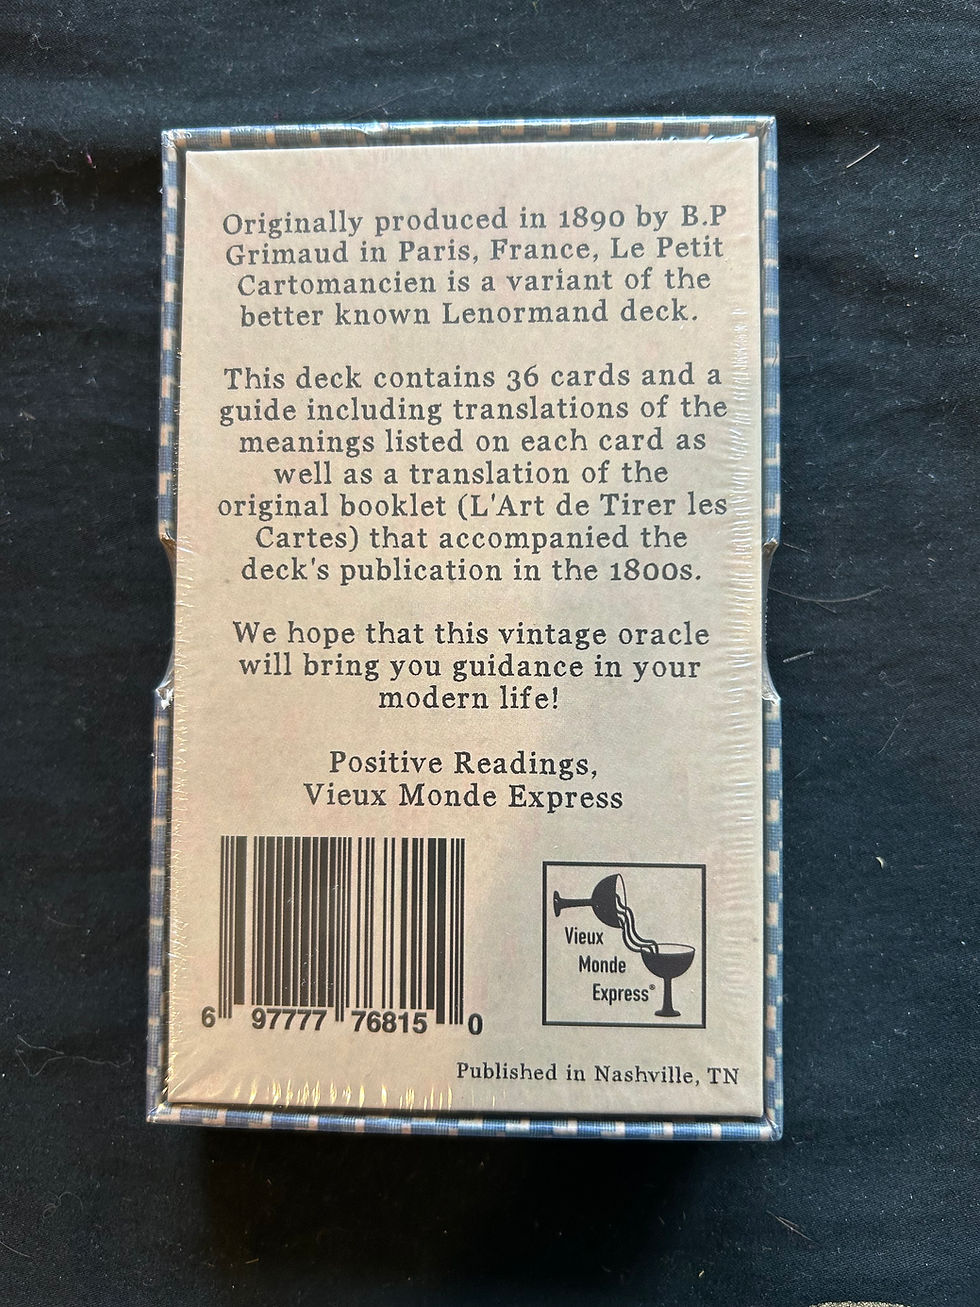 Originally produced in 1890 by B.P
Grimaud in Paris, France, Le Petit
Cartomancien is a variant of the
better known Lenormand deck.
This deck contains 36 cards and a
guide including translations of the
meanings listed on each card as
well as a translation of the
original booklet (L'Art de Tirer les
Cartes) that accompanied the
deck's publication in the 1800s.
We hope that this vintage oracle
will bring you guidance in your
modern life!
Positive Readings,
Vieux Monde Express
6 97777 76815 0
Vieux
Monde
Express®
Published in Nashville, TN